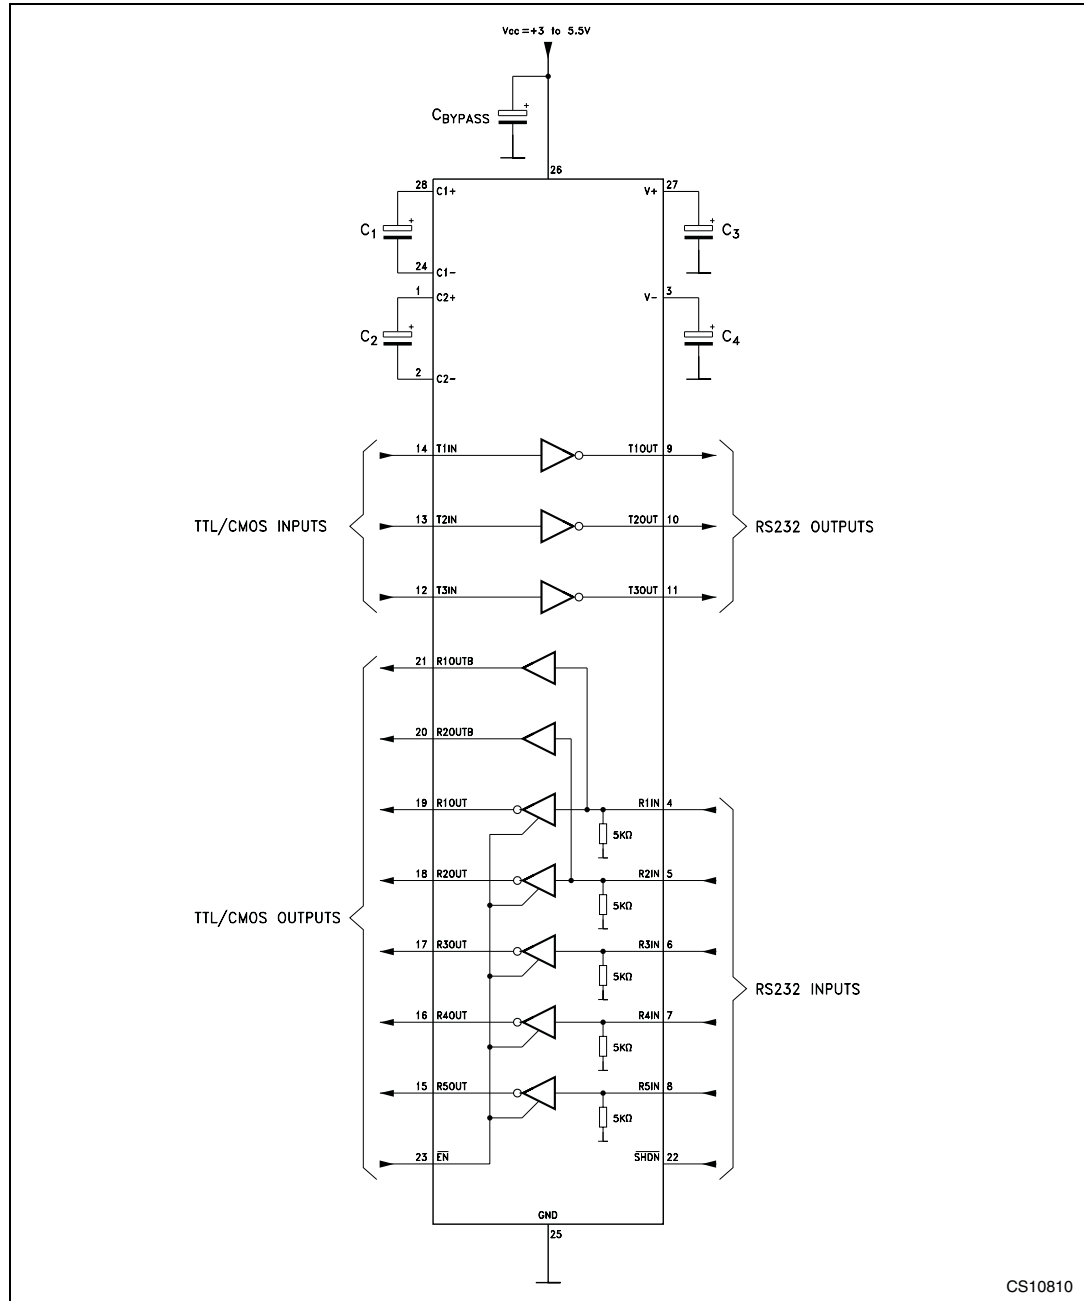 Vcc=+3 to 5.5V
CBYPASS +
26
28 C1+ V+ 27
C1 + + C3
24 C1-
1 C2+ V- 3
C2 + + C4
2 C2-
14 T1IN T1OUT 9
TTL/CMOS INPUTS 13 T2IN T2OUT 10 RS232 OUTPUTS
12 T3IN T3OUT 11
21 R1OUTB
20 R2OUTB
19 R1OUT R1IN 4
5KΩ
18 R2OUT R2IN 5
5KΩ
TTL/CMOS OUTPUTS
17 R3OUT R3IN 6
5KΩ
RS232 INPUTS
16 R4OUT R4IN 7
5KΩ
15 R5OUT R5IN 8
5KΩ
23 E̅N̅ S̅H̅D̅N̅ 22
GND
25
CS10810